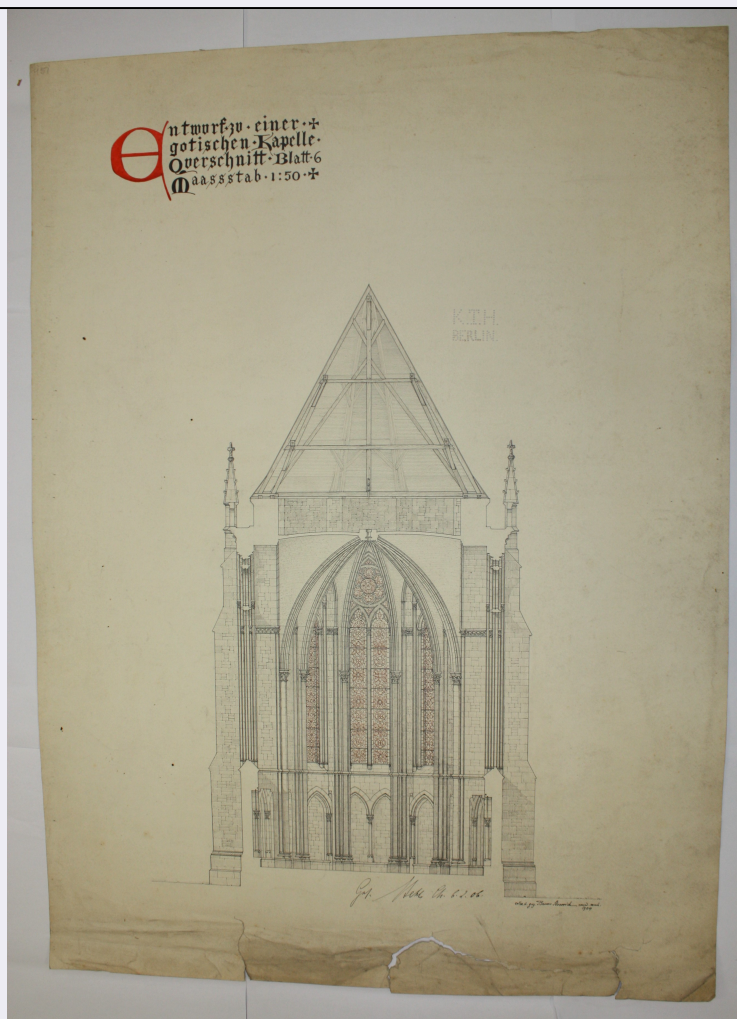 Entwurf·zu·einer·
gotischen·Kapelle·
Querschnitt·Blatt·6
Maassstab·1:50·
K.T.H.
BERLIN.